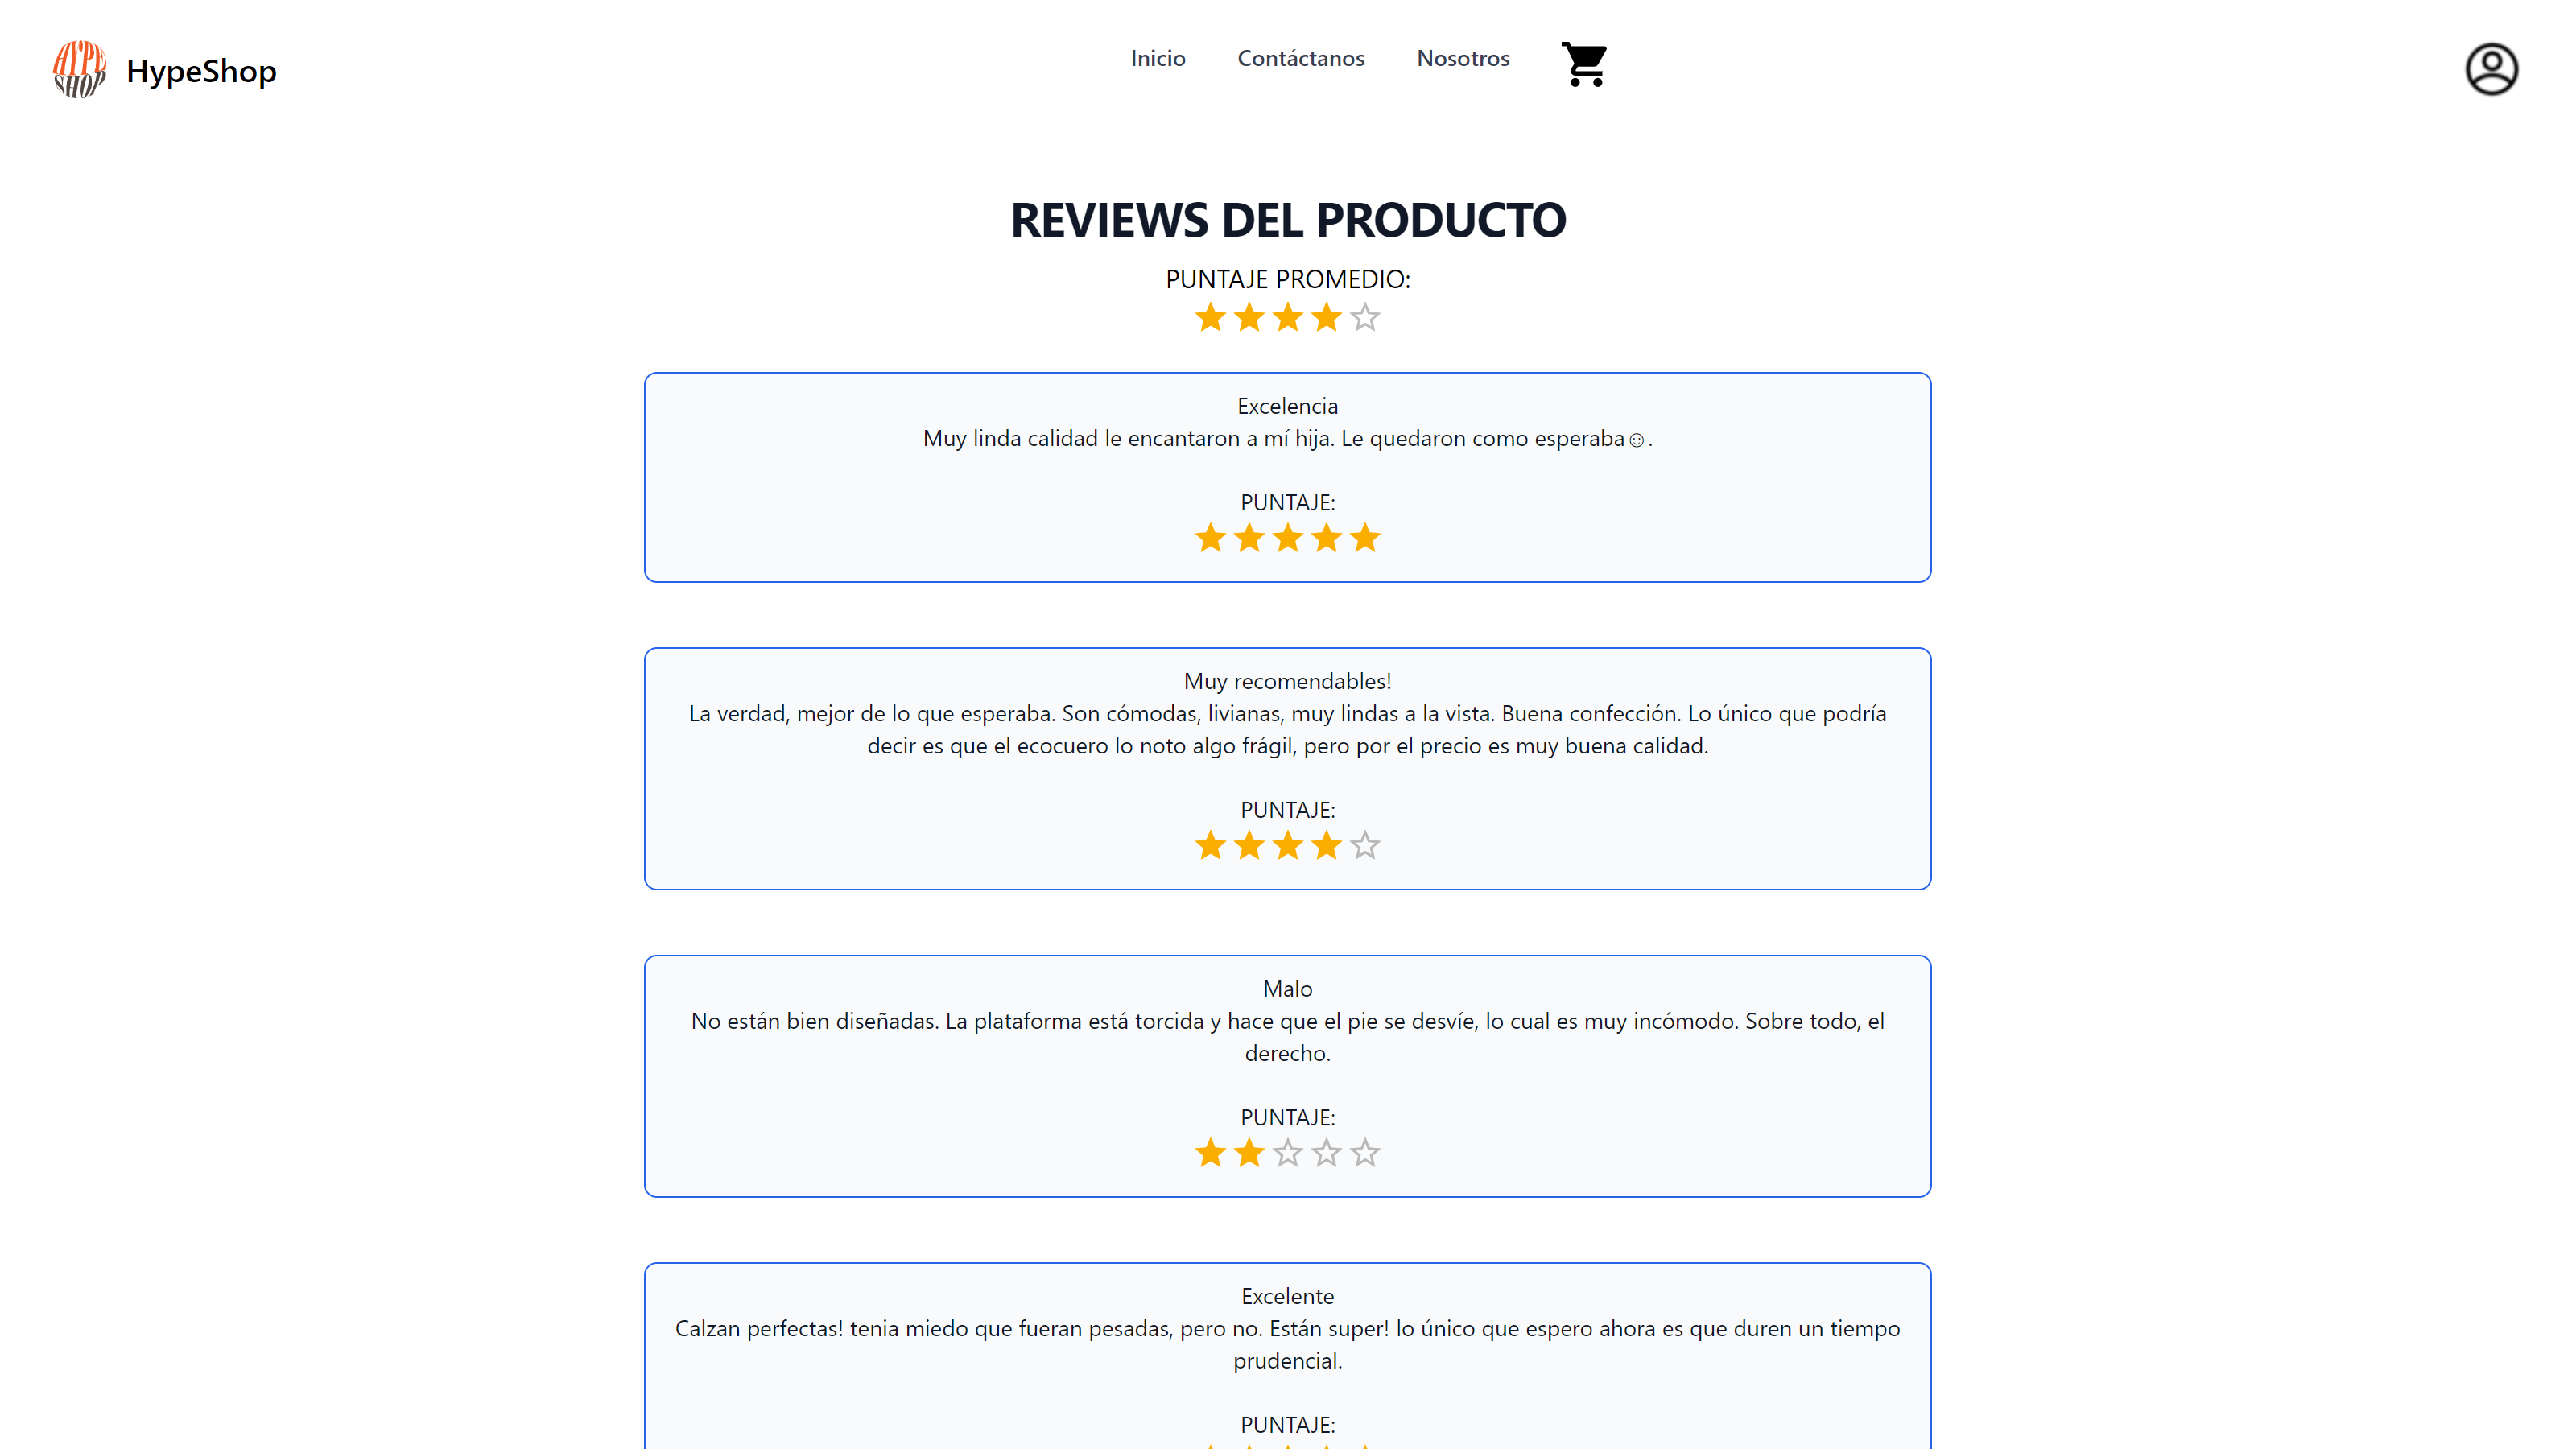 HYPE
SHOP
HypeShop
Inicio
Contáctanos
Nosotros
REVIEWS DEL PRODUCTO
PUNTAJE PROMEDIO:
Excelencia
Muy linda calidad le encantaron a mí hija. Le quedaron como esperaba☺.
PUNTAJE:
Muy recomendables!
La verdad, mejor de lo que esperaba. Son cómodas, livianas, muy lindas a la vista. Buena confección. Lo único que podría
decir es que el ecocuero lo noto algo frágil, pero por el precio es muy buena calidad.
PUNTAJE:
Malo
No están bien diseñadas. La plataforma está torcida y hace que el pie se desvíe, lo cual es muy incómodo. Sobre todo, el
derecho.
PUNTAJE:
Excelente
Calzan perfectas! tenia miedo que fueran pesadas, pero no. Están super! lo único que espero ahora es que duren un tiempo
prudencial.
PUNTAJE: